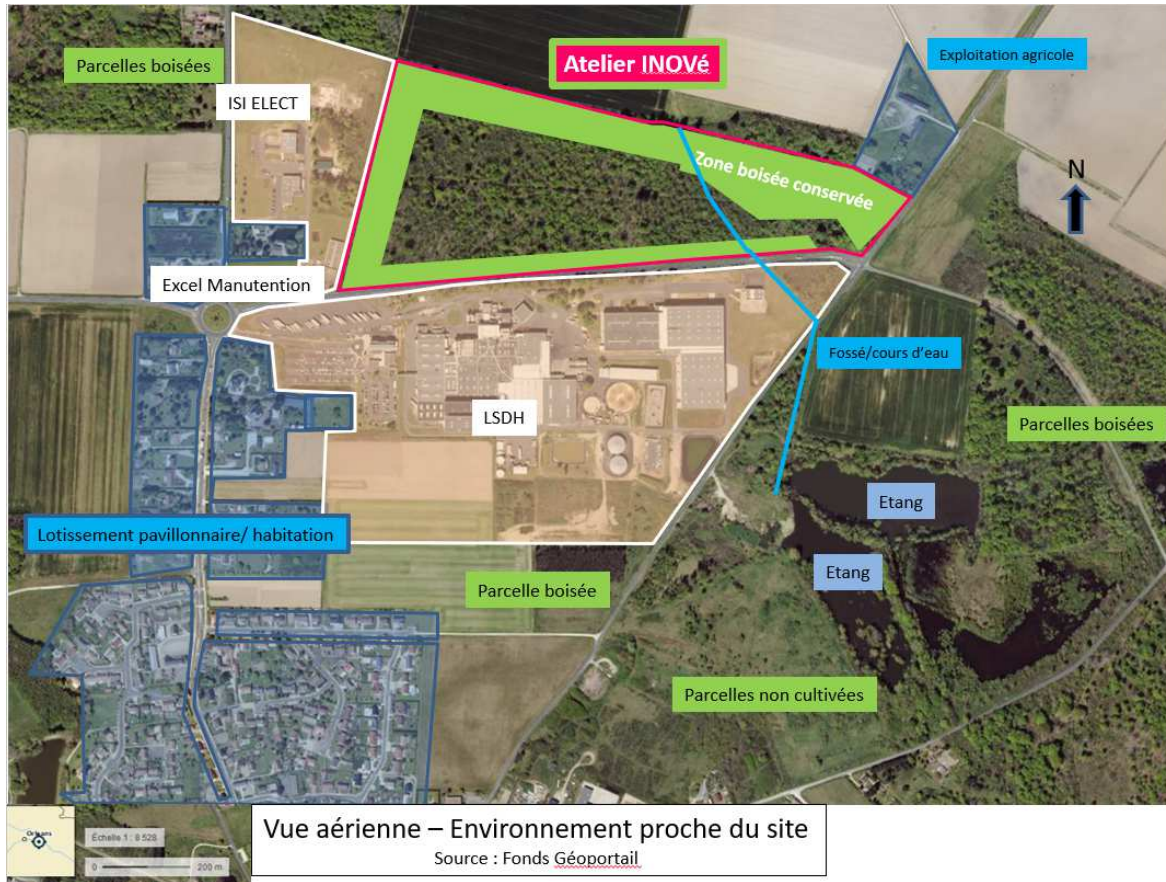 Parcelles boisées
ISI ELECT
Atelier INOVé
Exploitation agricole
Zone boisée conservée
N
Excel Manutention
Fossé/cours d'eau
LSDH
Parcelles boisées
Etang
Lotissement pavillonnaire/ habitation
Etang
Parcelle boisée
Parcelles non cultivées
Orléans
Échelle 1 : 8 528
0 200 m
Vue aérienne – Environnement proche du site
Source : Fonds Géoportail